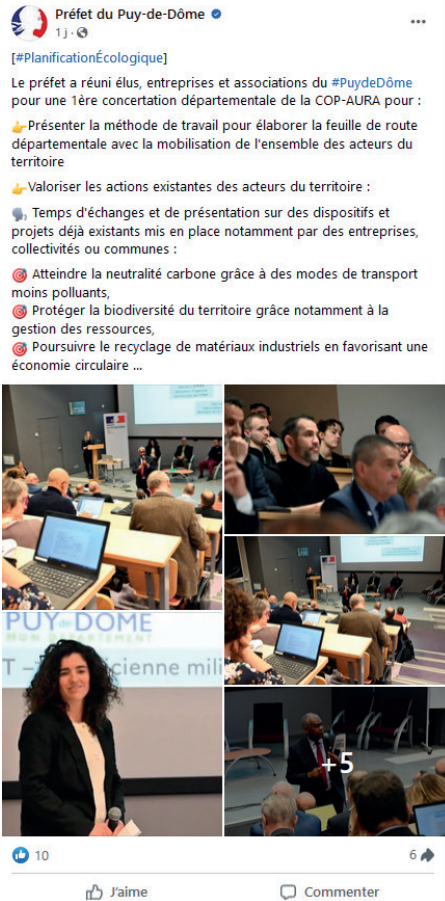 Préfet du Puy-de-Dôme
1 j
[#PlanificationÉcologique]
Le préfet a réuni élus, entreprises et associations du #PuydeDôme
pour une 1ère concertation départementale de la COP-AURA pour :
👉Présenter la méthode de travail pour élaborer la feuille de route
départementale avec la mobilisation de l'ensemble des acteurs du
territoire
👉Valoriser les actions existantes des acteurs du territoire :
🗣️ Temps d'échanges et de présentation sur des dispositifs et
projets déjà existants mis en place notamment par des entreprises,
collectivités ou communes :
🎯 Atteindre la neutralité carbone grâce à des modes de transport
moins polluants,
🎯 Protéger la biodiversité du territoire grâce notamment à la
gestion des ressources,
🎯 Poursuivre le recyclage de matériaux industriels en favorisant une
économie circulaire ...
PUY-DE-DÔME
MON DÉPARTEMENT
+5
10
6
J'aime
Commenter